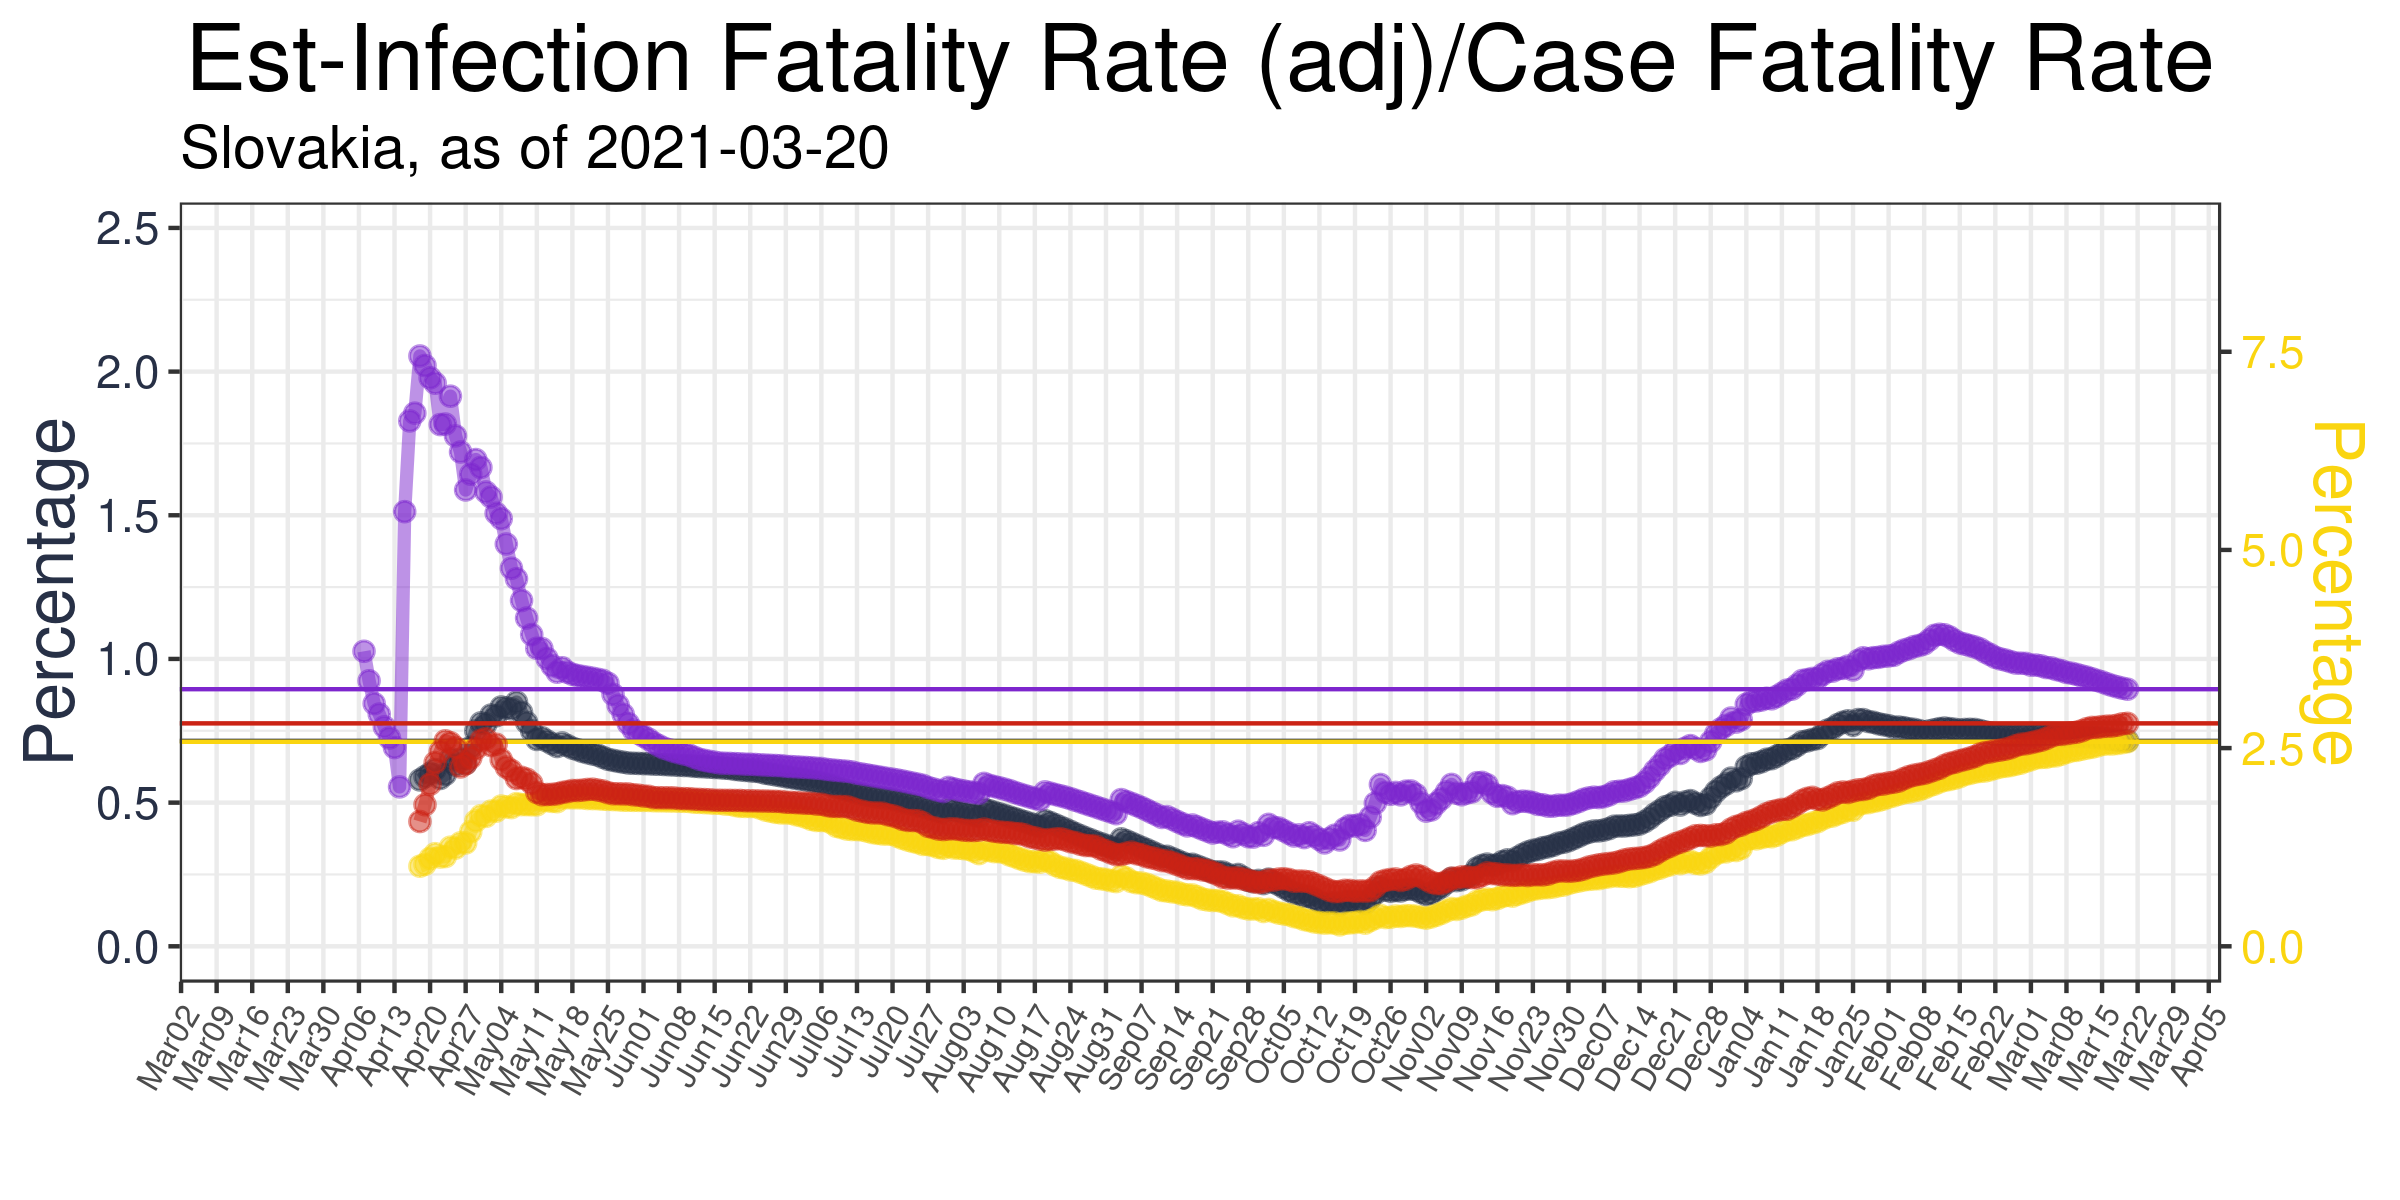 Est-Infection Fatality Rate (adj)/Case Fatality Rate
Slovakia, as of 2021-03-20
Percentage
2.5
2.0
1.5
1.0
0.5
0.0
7.5
5.0
2.5
0.0
Percentage
Mar02
Mar09
Mar16
Mar23
Mar30
Apr06
Apr13
Apr20
Apr27
May04
May11
May18
May25
Jun01
Jun08
Jun15
Jun22
Jun29
Jul06
Jul13
Jul20
Jul27
Aug03
Aug10
Aug17
Aug24
Aug31
Sep07
Sep14
Sep21
Sep28
Oct05
Oct12
Oct19
Oct26
Nov02
Nov09
Nov16
Nov23
Nov30
Dec07
Dec14
Dec21
Dec28
Jan04
Jan11
Jan18
Jan25
Feb01
Feb08
Feb15
Feb22
Mar01
Mar08
Mar15
Mar22
Mar29
Apr05